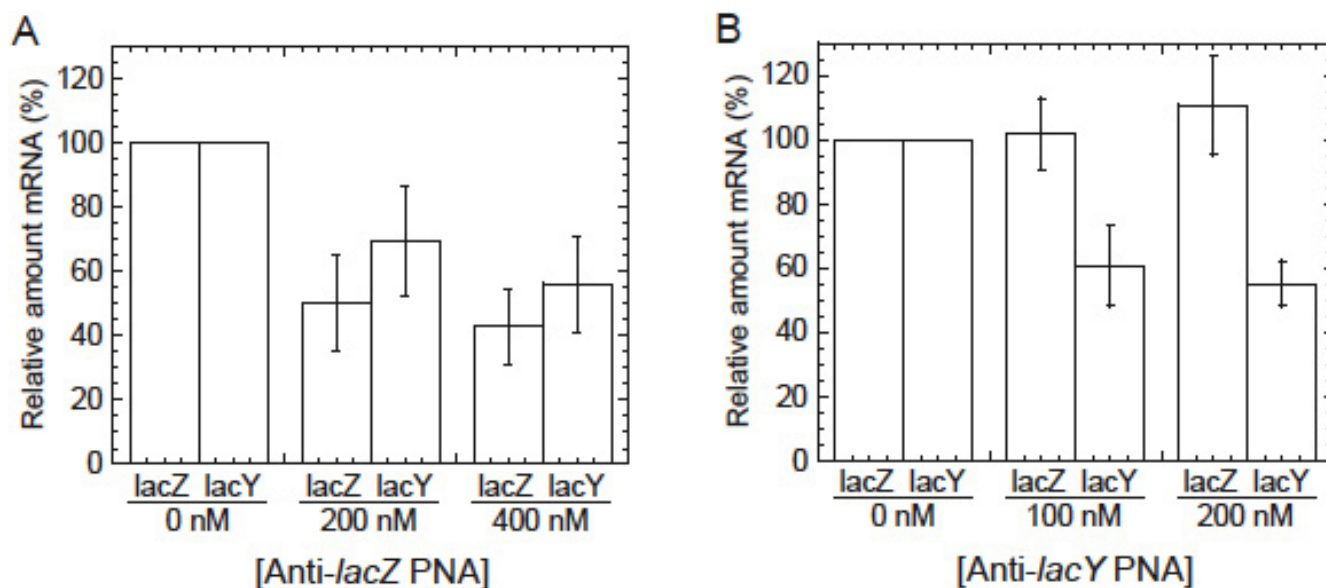 A
Relative amount mRNA (%)
120
100
80
60
40
20
0
lacZ lacY lacZ lacY lacZ lacY
0 nM 200 nM 400 nM
[Anti-lacZ PNA]
B
Relative amount mRNA (%)
120
100
80
60
40
20
0
lacZ lacY lacZ lacY lacZ lacY
0 nM 100 nM 200 nM
[Anti-lacY PNA]